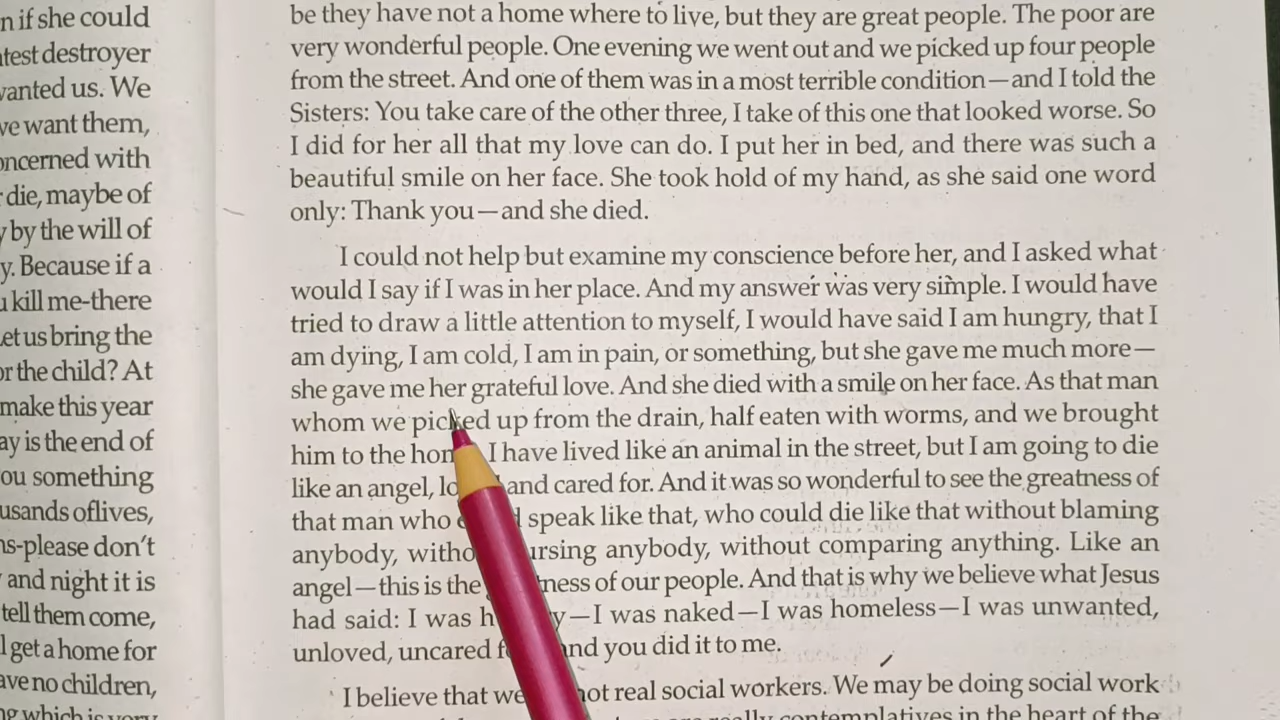 n if she could
test destroyer
vanted us. We
ve want them,
oncerned with
die, maybe of
y by the will of
y. Because if a
u kill me-there
et us bring the
or the child? At
make this year
ay is the end of
ou something
usands oflives,
ns-please don't
and night it is
tell them come,
l get a home for
ave no children,
be they have not a home where to live, but they are great people. The poor are
very wonderful people. One evening we went out and we picked up four people
from the street. And one of them was in a most terrible condition—and I told the
Sisters: You take care of the other three, I take of this one that looked worse. So
I did for her all that my love can do. I put her in bed, and there was such a
beautiful smile on her face. She took hold of my hand, as she said one word
only: Thank you—and she died.
I could not help but examine my conscience before her, and I asked what
would I say if I was in her place. And my answer was very simple. I would have
tried to draw a little attention to myself, I would have said I am hungry, that I
am dying, I am cold, I am in pain, or something, but she gave me much more—
she gave me her grateful love. And she died with a smile on her face. As that man
whom we picked up from the drain, half eaten with worms, and we brought
him to the hom I have lived like an animal in the street, but I am going to die
like an angel, lo and cared for. And it was so wonderful to see the greatness of
that man who speak like that, who could die like that without blaming
anybody, witho ursing anybody, without comparing anything. Like an
angel—this is the ness of our people. And that is why we believe what Jesus
had said: I was h y—I was naked—I was homeless—I was unwanted,
unloved, uncared f nd you did it to me.
I believe that we not real social workers. We may be doing social work
contemplatives in the heart of the